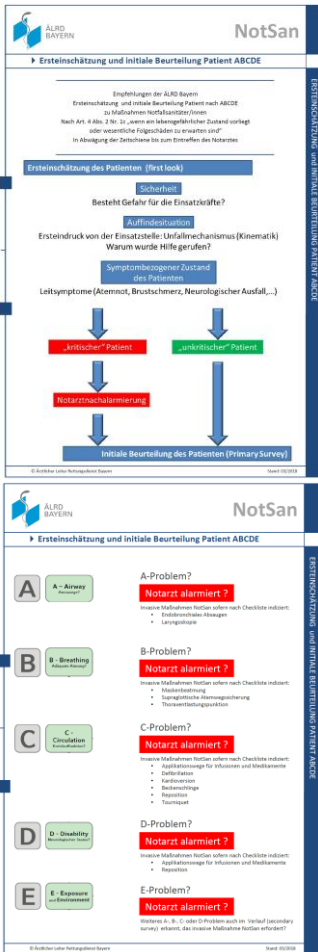 ÄLRD
BAYERN
NotSan
Ersteinschätzung und initiale Beurteilung Patient ABCDE
Empfehlungen der ÄLRD Bayern
Ersteinschätzung und initiale Beurteilung Patient nach ABCDE
zu Maßnahmen Notfallsanitäter/innen
Nach Art. 4 Abs. 2 Nr. 1c „wenn ein lebensgefährlicher Zustand vorliegt
oder wesentliche Folgeschäden zu erwarten sind“
in Abwägung der Zeitschiene bis zum Eintreffen des Notarztes
Ersteinschätzung des Patienten (first look)
Sicherheit
Besteht Gefahr für die Einsatzkräfte?
Auffindesituation
Ersteindruck von der Einsatzstelle: Unfallmechanismus (Kinematik)
Warum wurde Hilfe gerufen?
Symptombezogener Zustand
des Patienten
Leitsymptome (Atemnot, Brustschmerz, Neurologischer Ausfall,...)
„kritischer“ Patient
„unkritischer“ Patient
Notarztnachalarmierung
Initiale Beurteilung des Patienten (Primary Survey)
© Ärztlicher Leiter Rettungsdienst Bayern
Stand 03/2018
ERSTEINSCHÄTZUNG und INITIALE BEURTEILUNG PATIENT ABCDE
ÄLRD
BAYERN
NotSan
Ersteinschätzung und initiale Beurteilung Patient ABCDE
A
A – Airway
Atemwege?
A-Problem?
Notarzt alarmiert ?
Invasive Maßnahmen NotSan sofern nach Checkliste indiziert:
• Endobronchiales Absaugen
• Laryngoskopie
B
B - Breathing
B-Problem?
Notarzt alarmiert ?
Invasive Maßnahmen NotSan sofern nach Checkliste indiziert:
• Maskenbeatmung
• Supraglottische Atemwegssicherung
• Thoraxentlastungspunktion
C
C -
Circulation
C-Problem?
Notarzt alarmiert ?
Invasive Maßnahmen NotSan sofern nach Checkliste indiziert:
• Applikationswege für Infusionen und Medikamente
• Defibrillation
• Kardioversion
• Beckenschlinge
• Reposition
• Tourniquet
D
D - Disability
D-Problem?
Notarzt alarmiert ?
Invasive Maßnahmen NotSan sofern nach Checkliste indiziert:
• Applikationswege für Infusionen und Medikamente
• Reposition
E
E - Exposure
and Environment
E-Problem?
Notarzt alarmiert ?
Weiteres A-, B-, C- oder D-Problem auch im Verlauf (secondary
survey) erkannt, das invasive Maßnahme NotSan erfordert?
© Ärztlicher Leiter Rettungsdienst Bayern
Stand: 03/2018
ERSTEINSCHÄTZUNG und INITIALE BEURTEILUNG PATIENT ABCDE